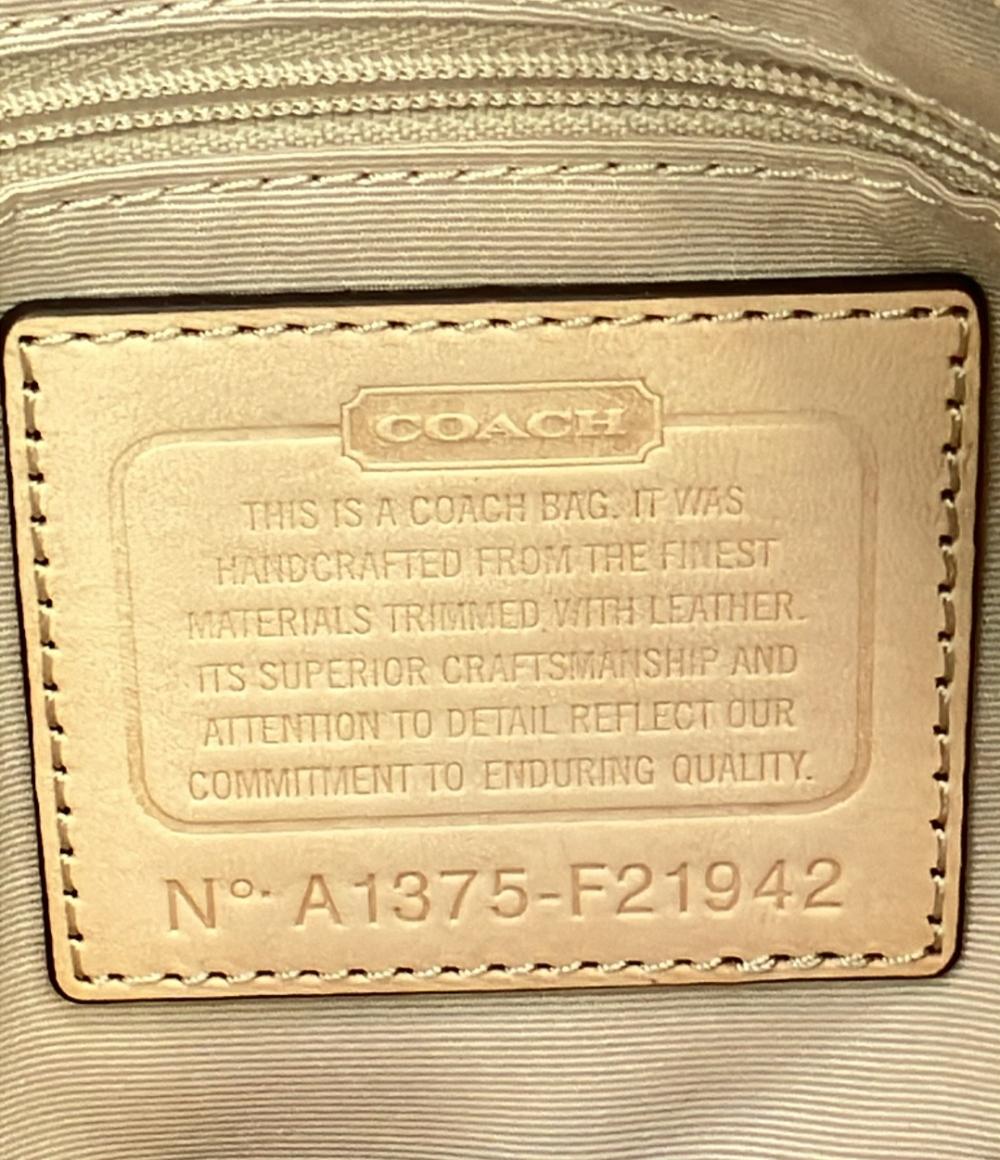 COACH
THIS IS A COACH BAG. IT WAS
HANDCRAFTED FROM THE FINEST
MATERIALS TRIMMED WITH LEATHER.
ITS SUPERIOR CRAFTSMANSHIP AND
ATTENTION TO DETAIL REFLECT OUR
COMMITMENT TO ENDURING QUALITY.
Nº. A1375-F21942